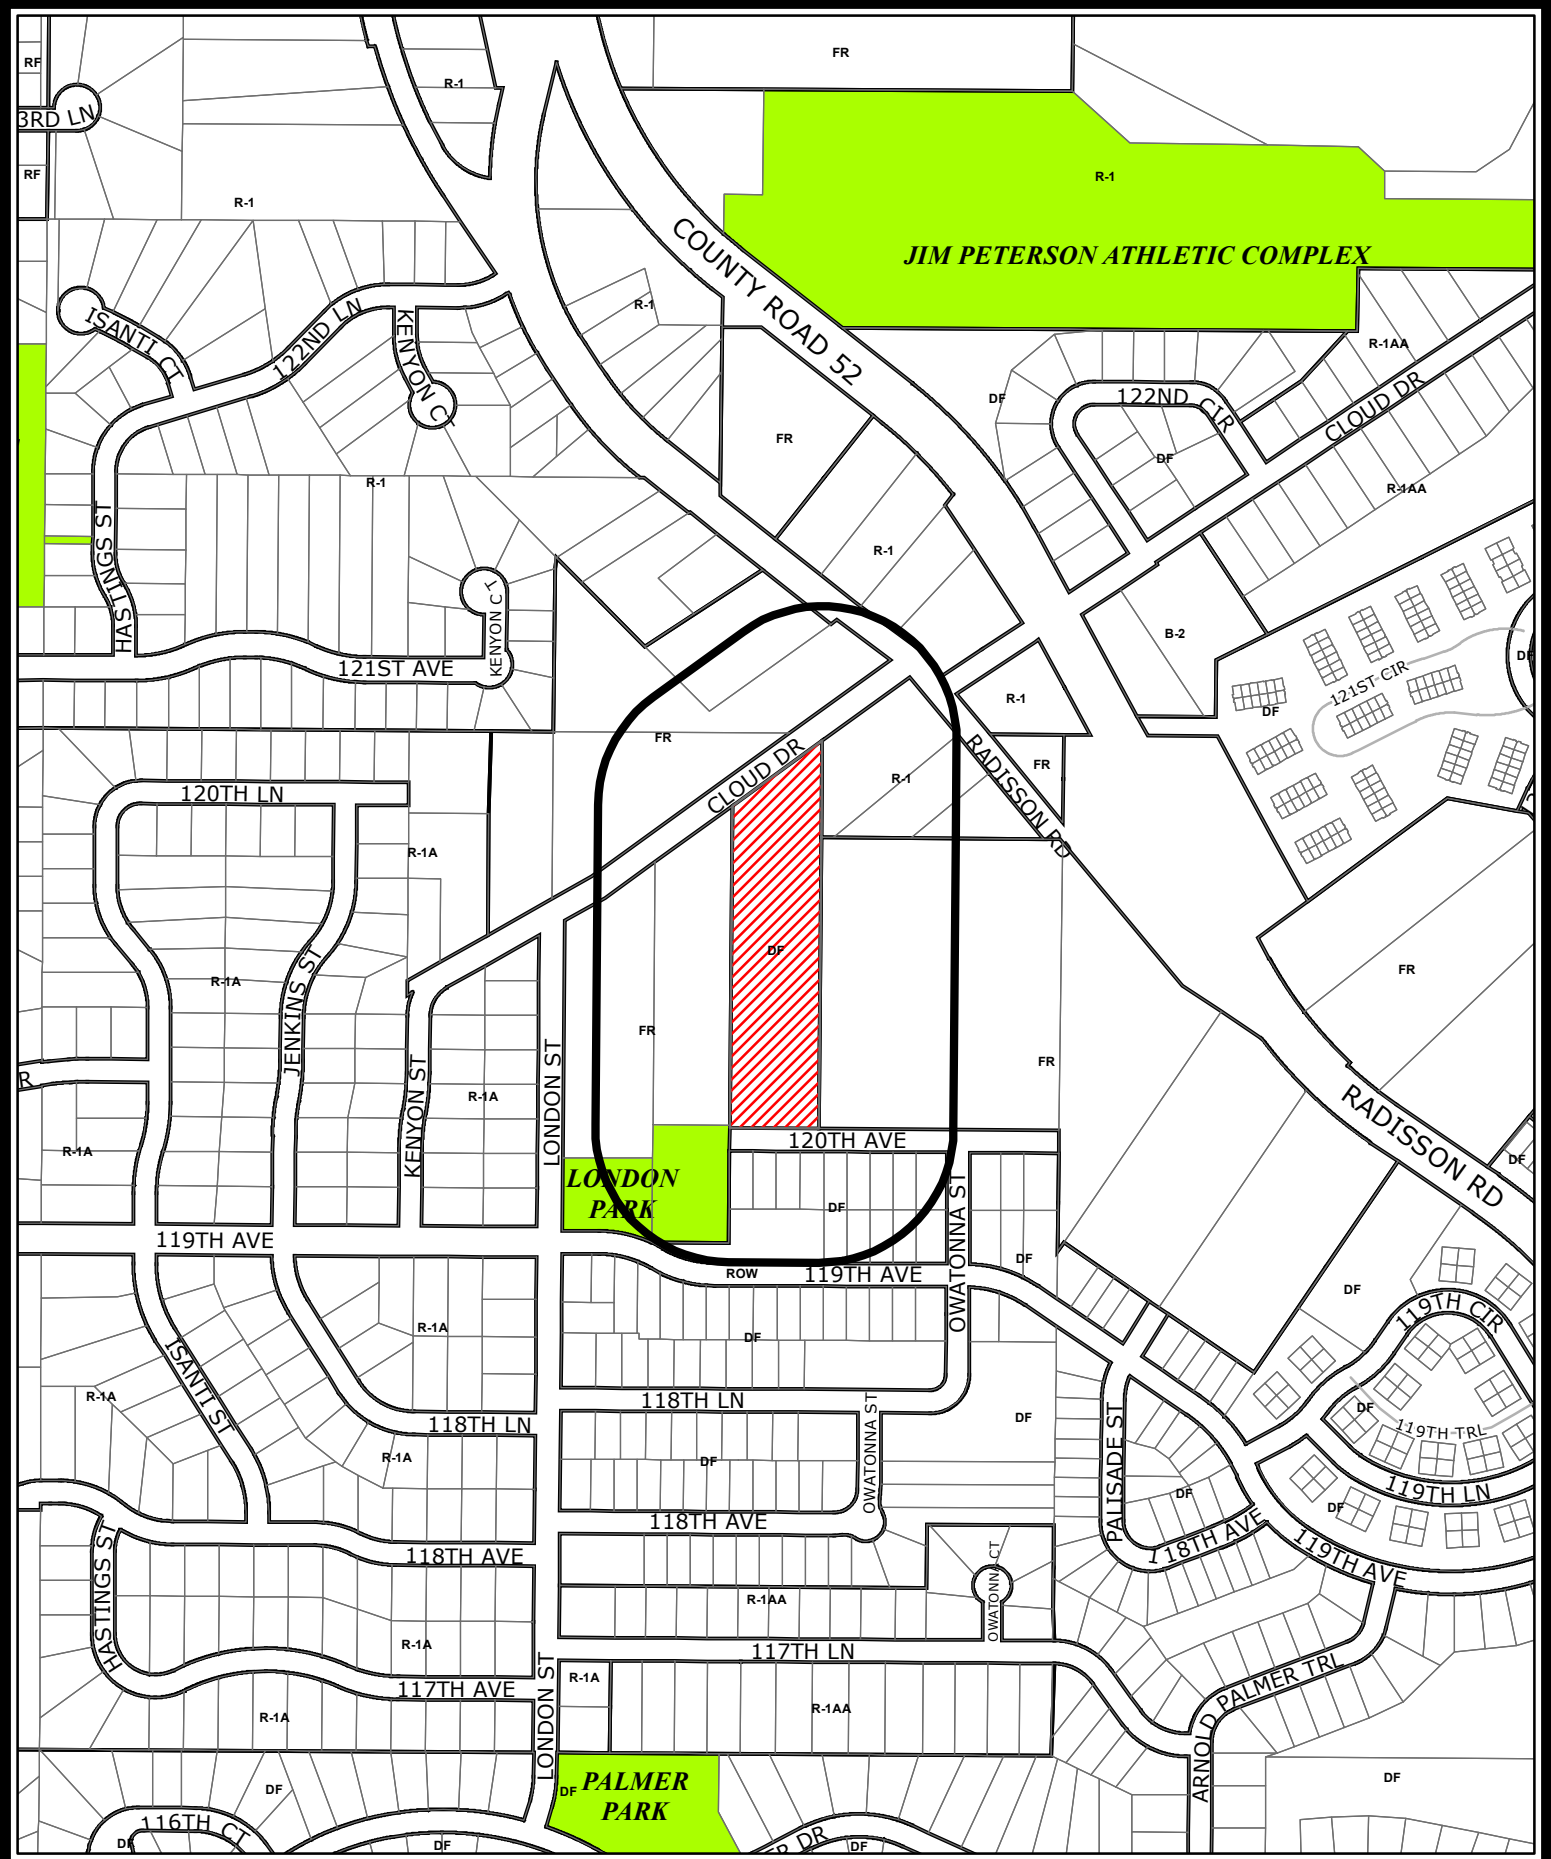 FR
RF
R-1
3RD LN
RF
R-1
R-1
COUNTY ROAD 52
JIM PETERSON ATHLETIC COMPLEX
ISANTI CT
122ND LN
KENYON C
R-1
R-1AA
DF
122ND CIR
CLOUD DR
FR
DF
R-1
R-1AA
HASTINGS ST
R-1
KENYON CT
B-2
121ST AVE
DF
121ST CIR
R-1
DF
FR
CLOUD DR
RADISSON RD
FR
R-1
120TH LN
R-1A
DF
FR
R-1A
JENKINS ST
FR
LONDON ST
FR
R
KENYON ST
R-1A
RADISSON RD
R-1A
120TH AVE
DF
LONDON
PARK
DF
OWATONNA ST
119TH AVE
DF
ROW
119TH AVE
DF
119TH CIR
R-1A
DF
ISANTI ST
R-1A
118TH LN
118TH LN
OWATONNA ST
DF
PALISADE ST
DF
119TH TRL
R-1A
DF
DF
119TH LN
DF
118TH AVE
118TH AVE
118TH AVE
119TH AVE
HASTINGS ST
OWATONNA CT
R-1AA
R-1A
117TH LN
LONDON ST
R-1A
117TH AVE
PALMER TRL
ARNOLD
R-1A
R-1AA
DF
DF
PALMER
PARK
DF
116TH CT
DF
DF
R DR
DF